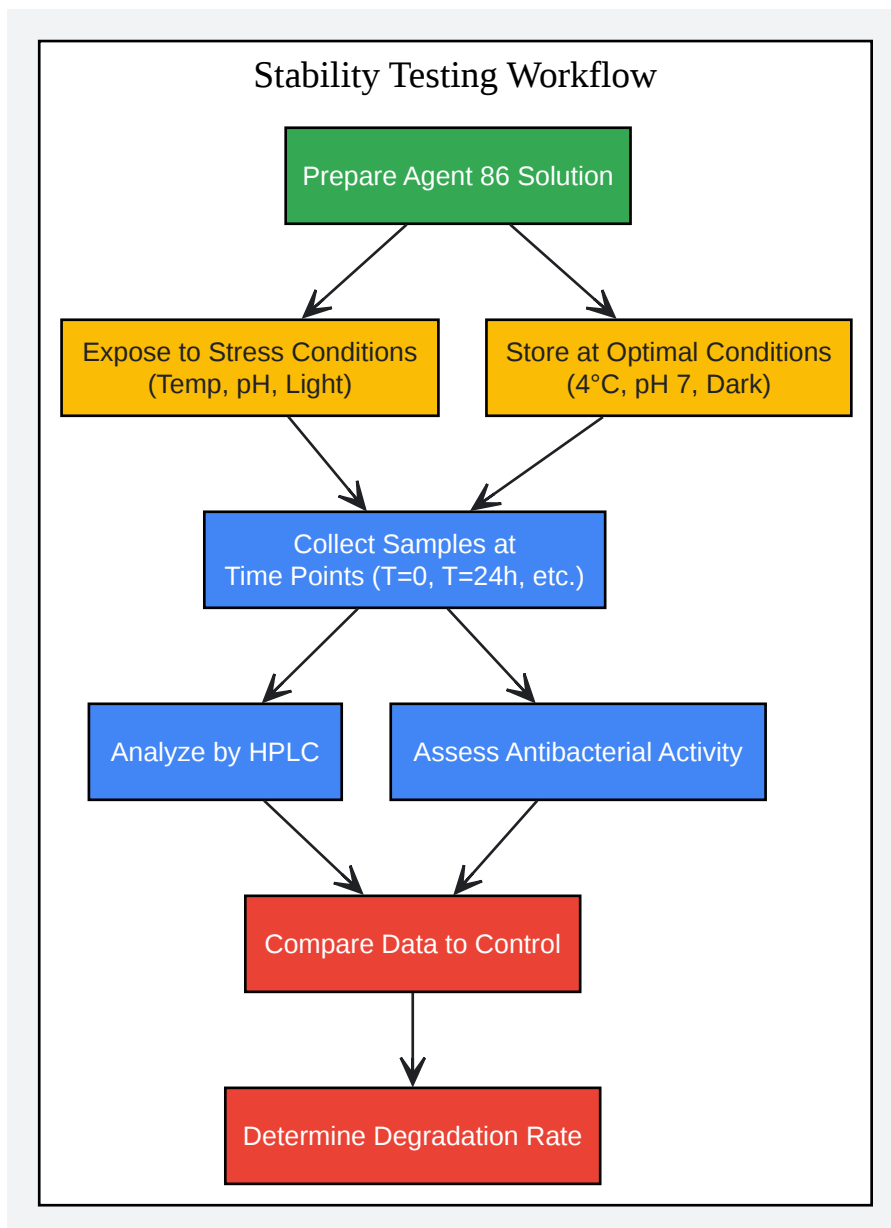 Stability Testing Workflow
Prepare Agent 86 Solution
Expose to Stress Conditions
(Temp, pH, Light)
Store at Optimal Conditions
(4°C, pH 7, Dark)
Collect Samples at
Time Points (T=0, T=24h, etc.)
Analyze by HPLC
Assess Antibacterial Activity
Compare Data to Control
Determine Degradation Rate